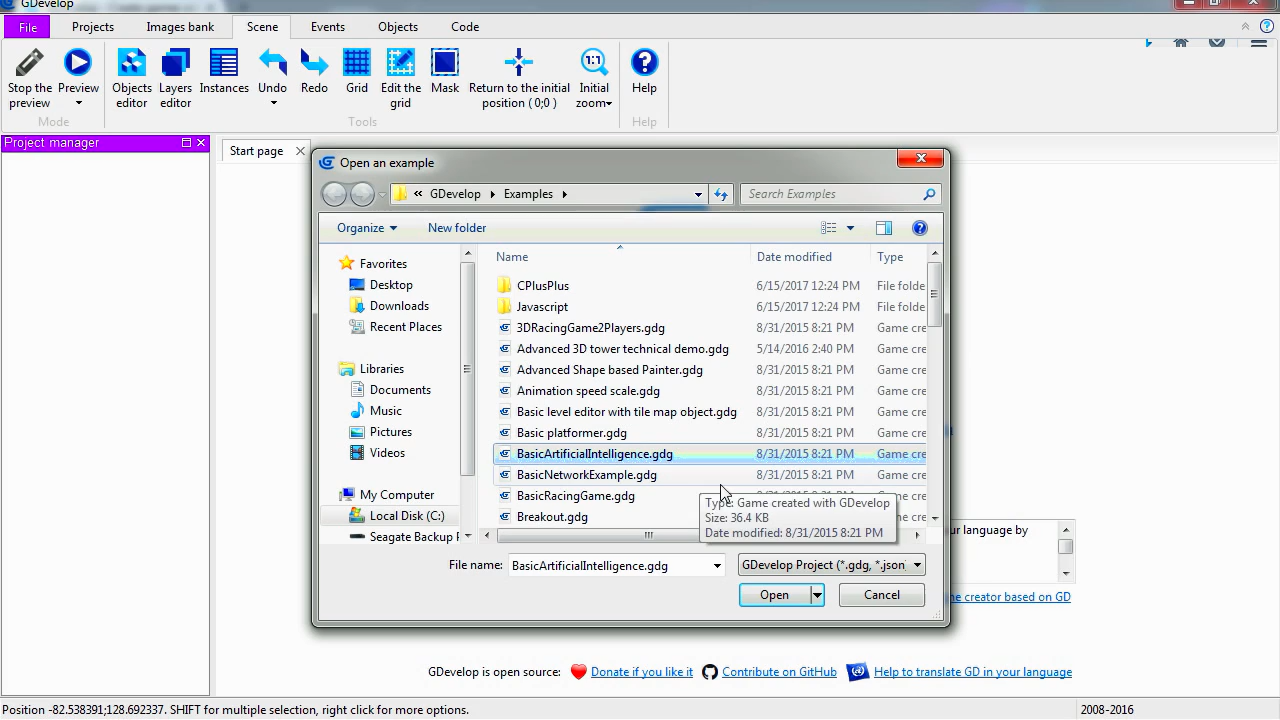 GDevelop
File
Projects
Images bank
Scene
Events
Objects
Code
Stop the preview
Preview
Objects editor
Layers editor
Instances
Undo
Redo
Grid
Edit the grid
Mask
Return to the initial position ( 0;0 )
1:1
Initial zoom
Help
Mode
Tools
Help
Project manager
Start page
Open an example
« GDevelop Examples
Search Examples
Organize
New folder
Name Date modified Type
Favorites
Desktop
Downloads
Recent Places
Libraries
Documents
Music
Pictures
Videos
My Computer
Local Disk (C:)
Seagate Backup
CPlusPlus 6/15/2017 12:24 PM File folde
Javascript 6/15/2017 12:24 PM File folde
3DRacingGame2Players.gdg 8/31/2015 8:21 PM Game cre
Advanced 3D tower technical demo.gdg 5/14/2016 2:40 PM Game cre
Advanced Shape based Painter.gdg 8/31/2015 8:21 PM Game cre
Animation speed scale.gdg 8/31/2015 8:21 PM Game cre
Basic level editor with tile map object.gdg 8/31/2015 8:21 PM Game cre
Basic platformer.gdg 8/31/2015 8:21 PM Game cre
BasicArtificialIntelligence.gdg 8/31/2015 8:21 PM Game cre
BasicNetworkExample.gdg 8/31/2015 8:21 PM Game cre
BasicRacingGame.gdg
Breakout.gdg
Type: Game created with GDevelop
Size: 36.4 KB
Date modified: 8/31/2015 8:21 PM
File name: BasicArtificialIntelligence.gdg
GDevelop Project (*.gdg, *.json)
Open
Cancel
ur language by
e creator based on GD
GDevelop is open source: Donate if you like it Contribute on GitHub Help to translate GD in your language
Position -82.538391;128.692337. SHIFT for multiple selection, right click for more options.
2008-2016